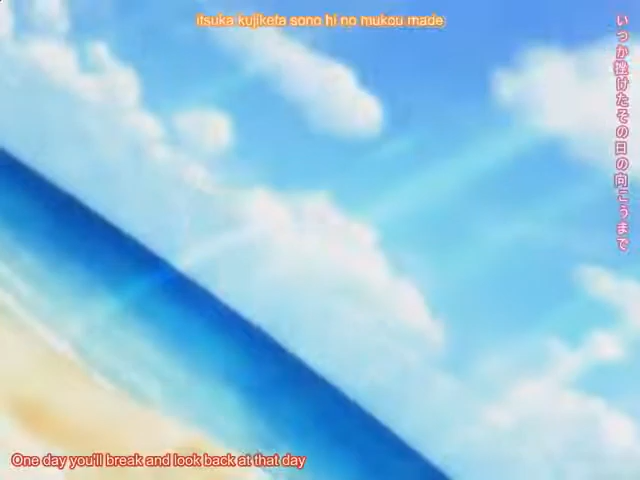 itsuka kujiketa sono hi no mukou made
いつか挫けたその日の向こうまで
One day you'll break and look back at that day